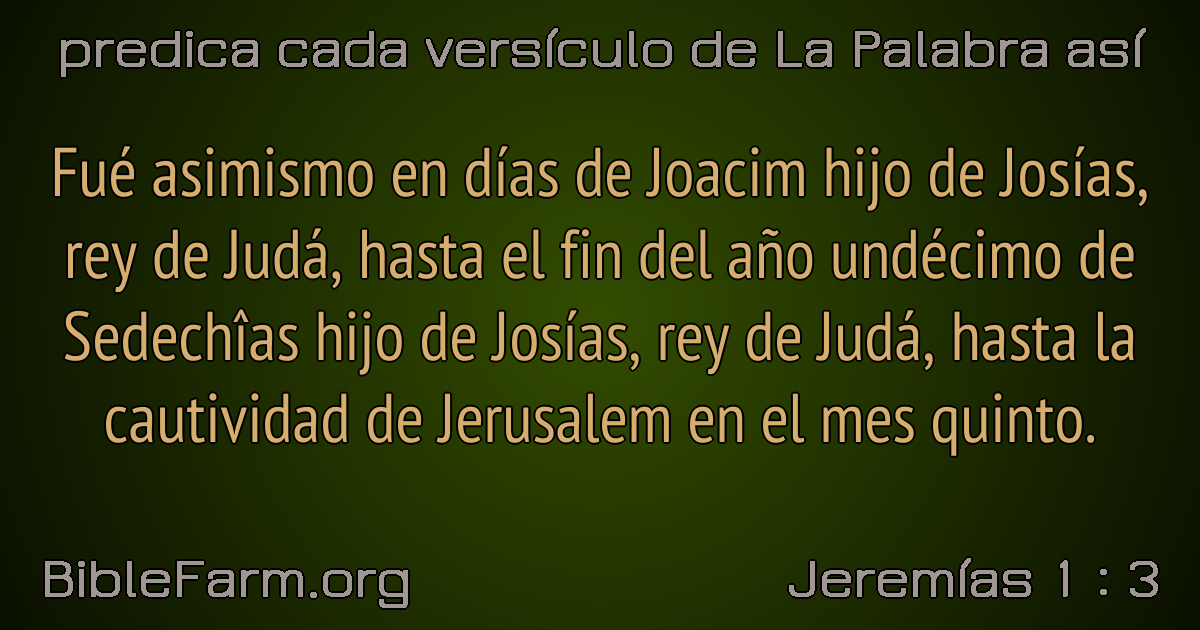 predica cada versículo de La Palabra así
Fué asimismo en días de Joacim hijo de Josías,
rey de Judá, hasta el fin del año undécimo de
Sedechîas hijo de Josías, rey de Judá, hasta la
cautividad de Jerusalem en el mes quinto.
BibleFarm.org
Jeremías 1 : 3